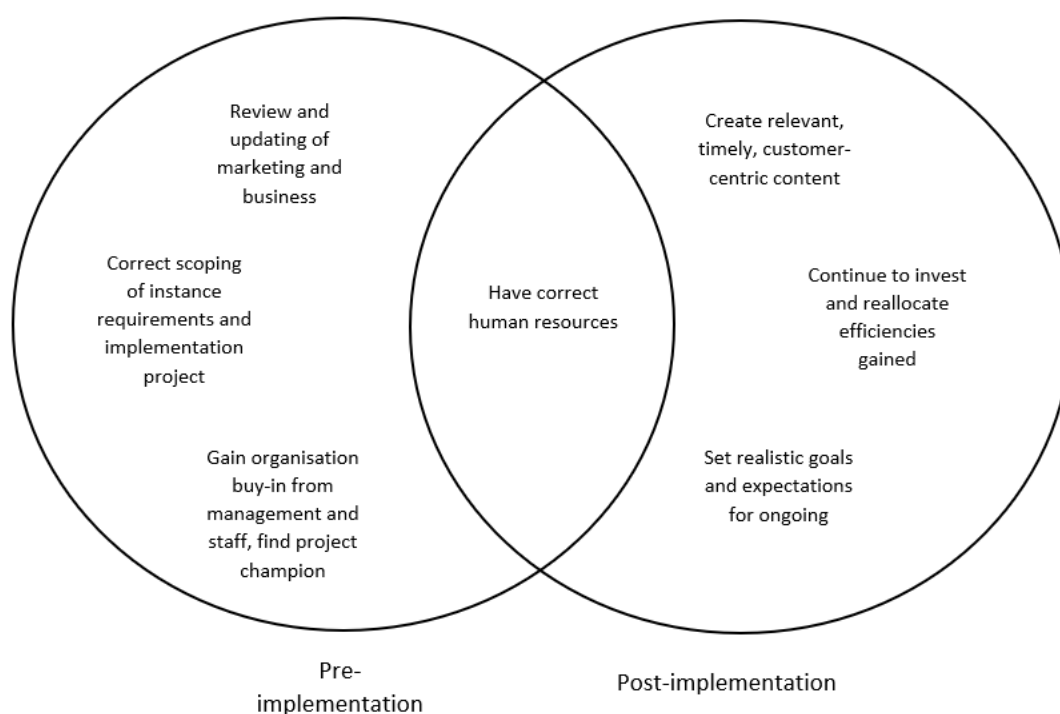 Review and
updating of
marketing and
business
Correct scoping
of instance
requirements and
implementation
project
Gain organisation
buy-in from
management and
staff, find project
champion
Have correct
human resources
Create relevant,
timely, customer-
centric content
Continue to invest
and reallocate
efficiencies
gained
Set realistic goals
and expectations
for ongoing
Pre-
implementation
Post-implementation